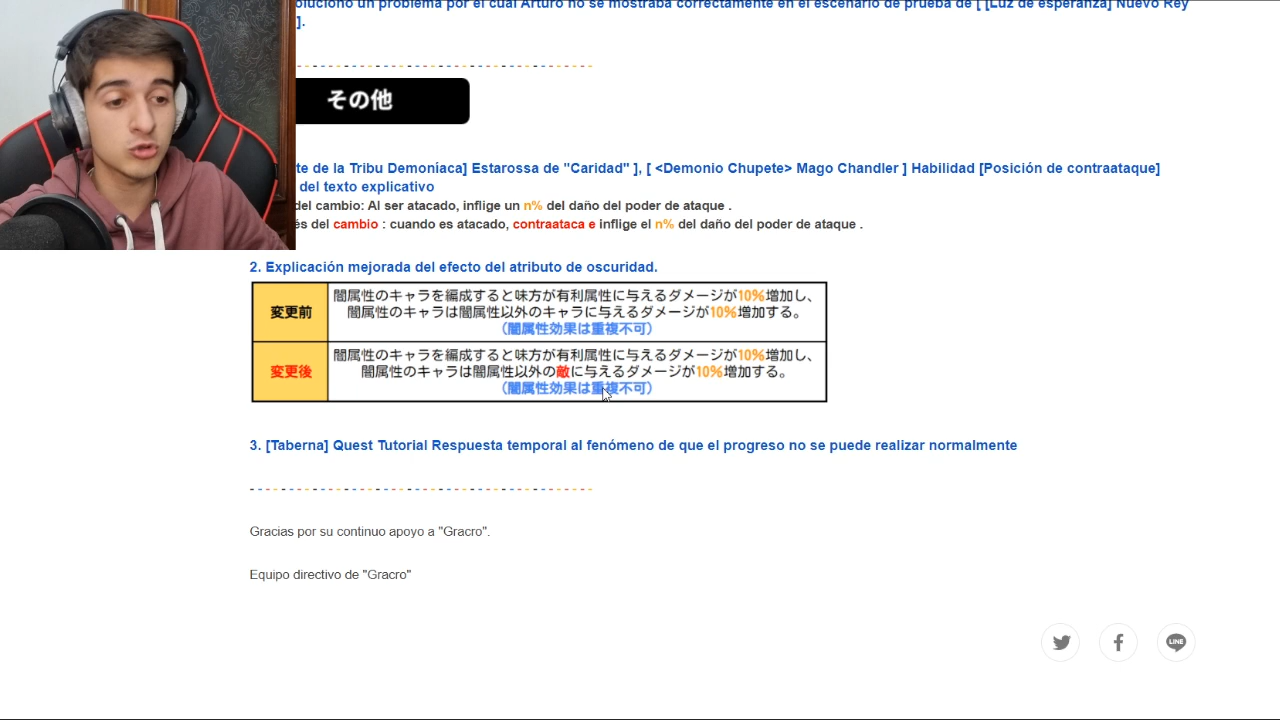 un problema por el cual Arturo no se mostraba correctamente en el escenario de prueba de [ [Luz de esperanza] Nuevo Rey
].
その他
de la Tribu Demoníaca] Estarossa de "Caridad" ], [ <Demonio Chupete> Mago Chandler ] Habilidad [Posición de contraataque]
del texto explicativo
del cambio: Al ser atacado, inflige un n% del daño del poder de ataque .
del cambio : cuando es atacado, contraataca e inflige el n% del daño del poder de ataque .
2. Explicación mejorada del efecto del atributo de oscuridad.
変更前
闇属性のキャラを編成すると味方が有利属性に与えるダメージが10%増加し、
闇属性のキャラは闇属性以外のキャラに与えるダメージが10%増加する。
（闇属性効果は重複不可）
変更後
闇属性のキャラを編成すると味方が有利属性に与えるダメージが10%増加し、
闇属性のキャラは闇属性以外の敵に与えるダメージが10%増加する。
（闇属性効果は重複不可）
3. [Taberna] Quest Tutorial Respuesta temporal al fenómeno de que el progreso no se puede realizar normalmente
Gracias por su continuo apoyo a "Gracro".
Equipo directivo de "Gracro"
LINE